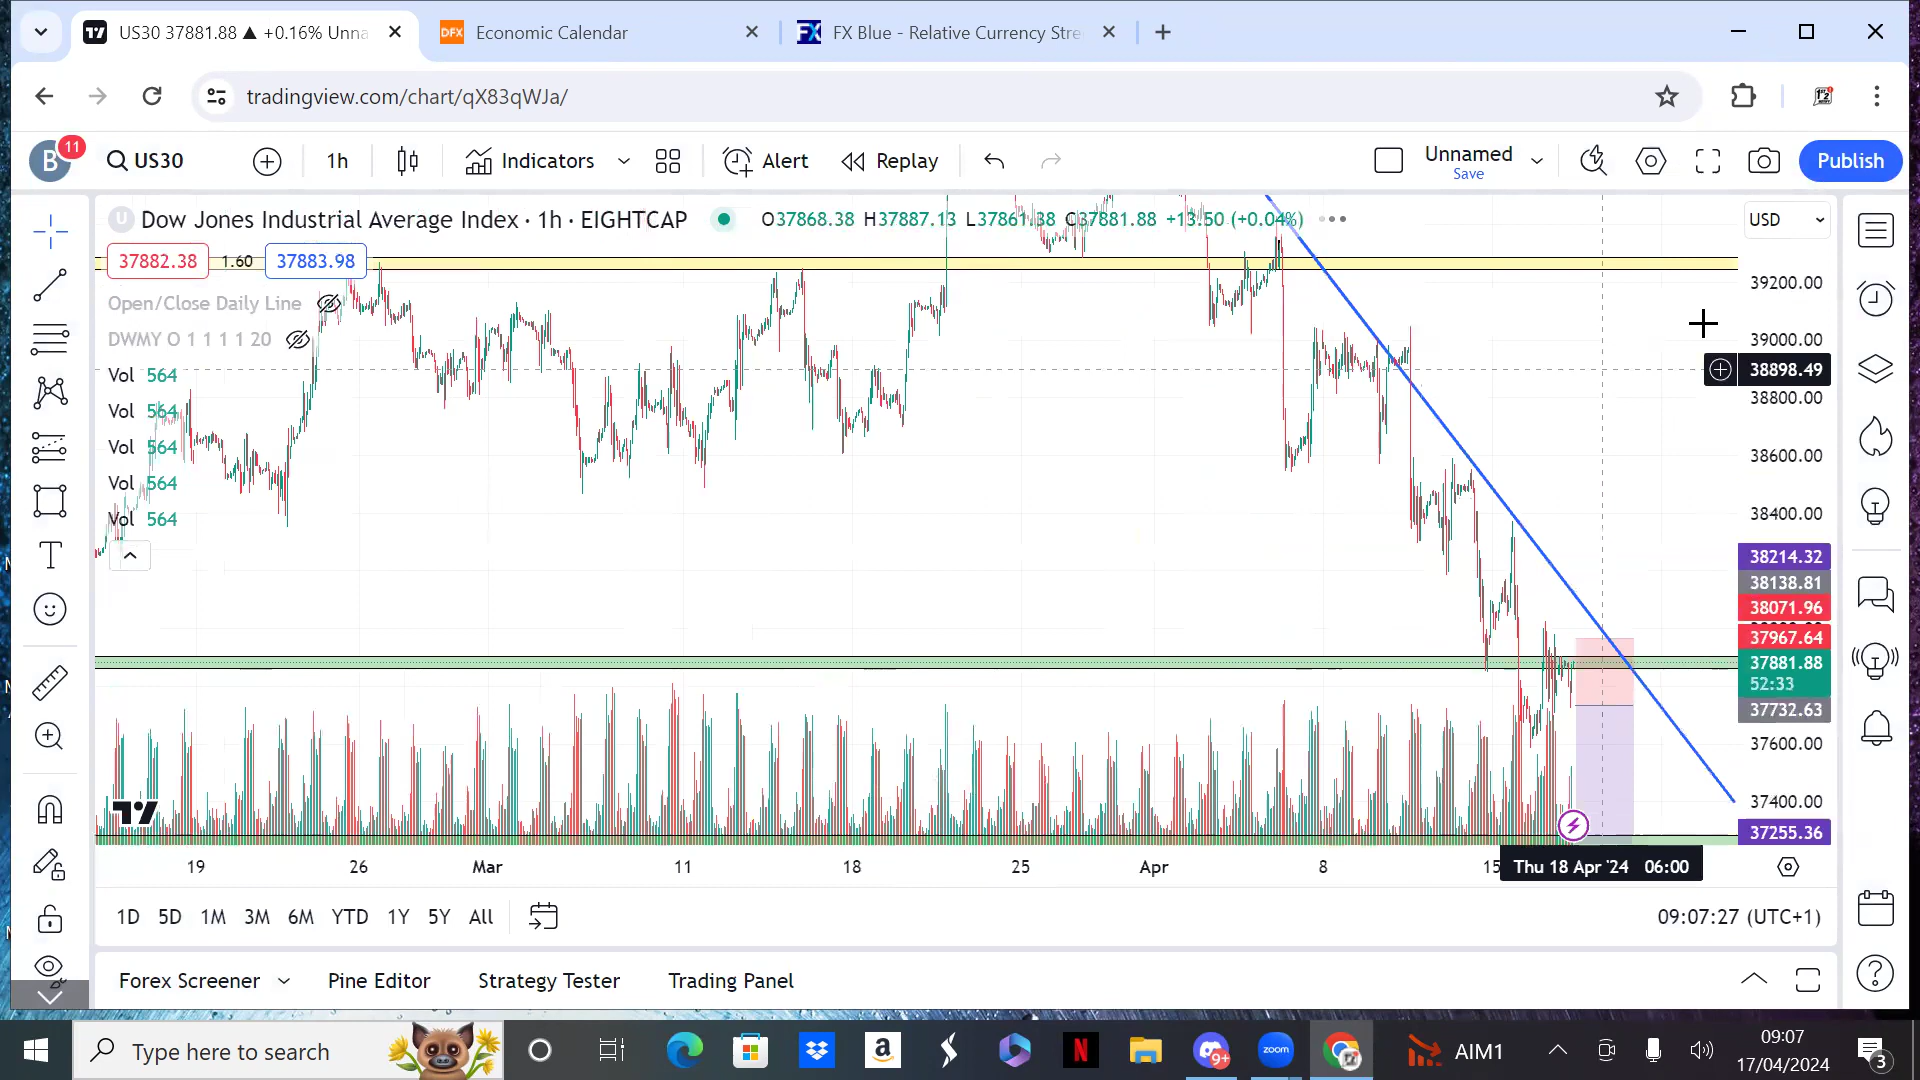 US30 37881.88 ▲ +0.16% Unna
DFX Economic Calendar
FX FX Blue - Relative Currency Stre
tradingview.com/chart/qX83qWJa/
B 11 US30 1h Indicators Alert Replay Unnamed Publish
Save
U Dow Jones Industrial Average Index · 1h · EIGHTCAP O37868.38 H37887.13 L37861.38 C37881.88 +13.50 (+0.04%) USD
37882.38 1.60 37883.98
Open/Close Daily Line
DWMY O 1 1 1 1 20
Vol 564
Vol 564
Vol 564
Vol 564
Vol 564
39200.00
39000.00
38898.49
38800.00
38600.00
38400.00
38214.32
38138.81
38071.96
37967.64
37881.88
52:33
37732.63
37600.00
37400.00
37255.36
19 26 Mar 11 18 25 Apr 8 15 Thu 18 Apr '24 06:00
1D 5D 1M 3M 6M YTD 1Y 5Y All 09:07:27 (UTC+1)
Forex Screener Pine Editor Strategy Tester Trading Panel
Type here to search
a
N
9+
zoom
AIM1
09:07
17/04/2024
3